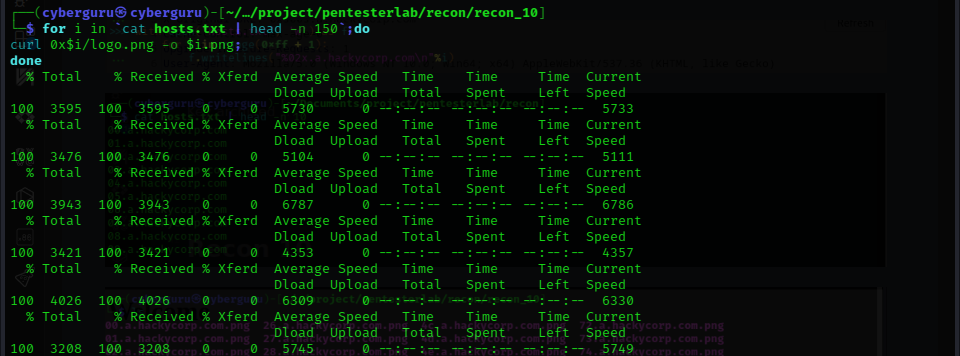 ┌──(cyberguru㉿ cyberguru)-[~/…/project/pentesterlab/recon/recon_10]
└─$ for i in `cat hosts.txt | head -n 150`;do
curl 0x$i/logo.png -o $i.png;
done
% Total % Received % Xferd Average Speed Time Time Time Current
Dload Upload Total Spent Left Speed
100 3595 100 3595 0 0 5730 0 --:--:-- --:--:-- --:--:-- 5733
% Total % Received % Xferd Average Speed Time Time Time Current
Dload Upload Total Spent Left Speed
100 3476 100 3476 0 0 5104 0 --:--:-- --:--:-- --:--:-- 5111
% Total % Received % Xferd Average Speed Time Time Time Current
Dload Upload Total Spent Left Speed
100 3943 100 3943 0 0 6787 0 --:--:-- --:--:-- --:--:-- 6786
% Total % Received % Xferd Average Speed Time Time Time Current
Dload Upload Total Spent Left Speed
100 3421 100 3421 0 0 4353 0 --:--:-- --:--:-- --:--:-- 4357
% Total % Received % Xferd Average Speed Time Time Time Current
Dload Upload Total Spent Left Speed
100 4026 100 4026 0 0 6309 0 --:--:-- --:--:-- --:--:-- 6330
% Total % Received % Xferd Average Speed Time Time Time Current
Dload Upload Total Spent Left Speed
100 3208 100 3208 0 0 5745 0 --:--:-- --:--:-- --:--:-- 5749